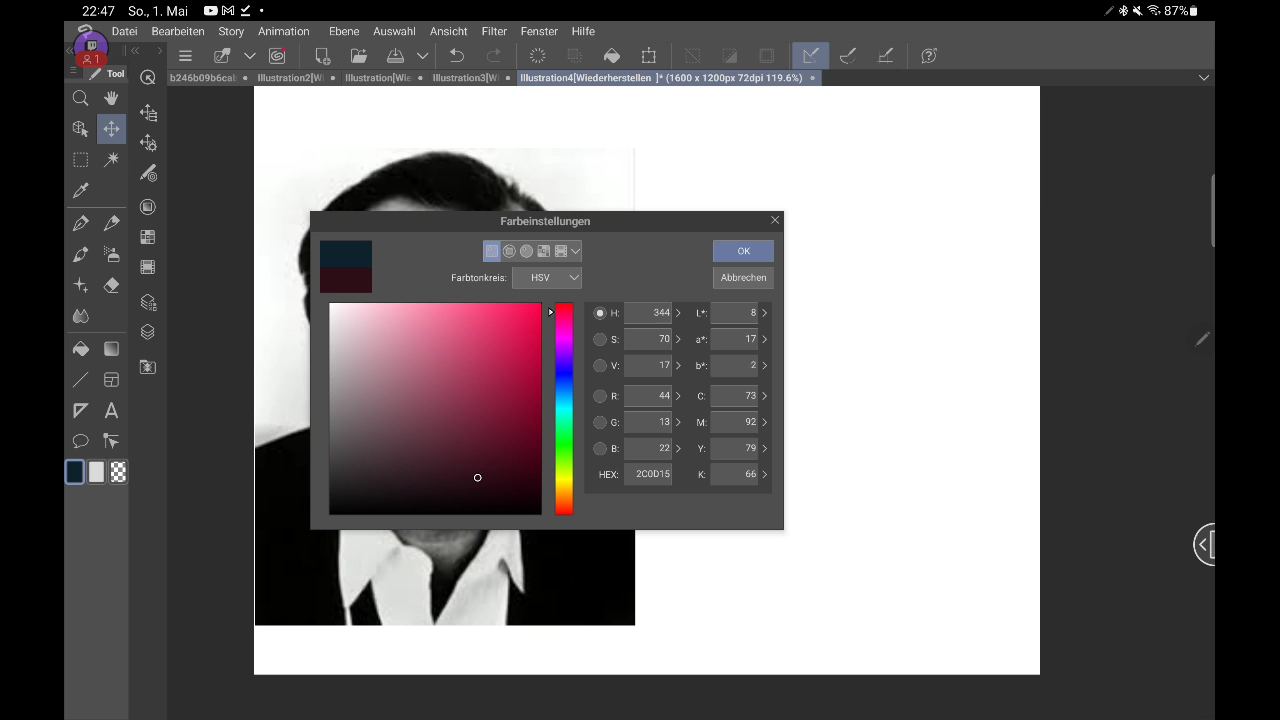 22:47 So., 1. Mai 87%
Datei Bearbeiten Story Animation Ebene Auswahl Ansicht Filter Fenster Hilfe
1
Tool
b246b09b6cab Illustration2[Wi Illustration[Wie Illustration3[Wi Illustration4[Wiederherstellen ]* (1600 x 1200px 72dpi 119.6%)
Farbeinstellungen
OK
Farbtonkreis: HSV Abbrechen
H: 344 L*: 8
S: 70 a*: 17
V: 17 b*: 2
R: 44 C: 73
G: 13 M: 92
B: 22 Y: 79
HEX: 2C0D15 K: 66
A